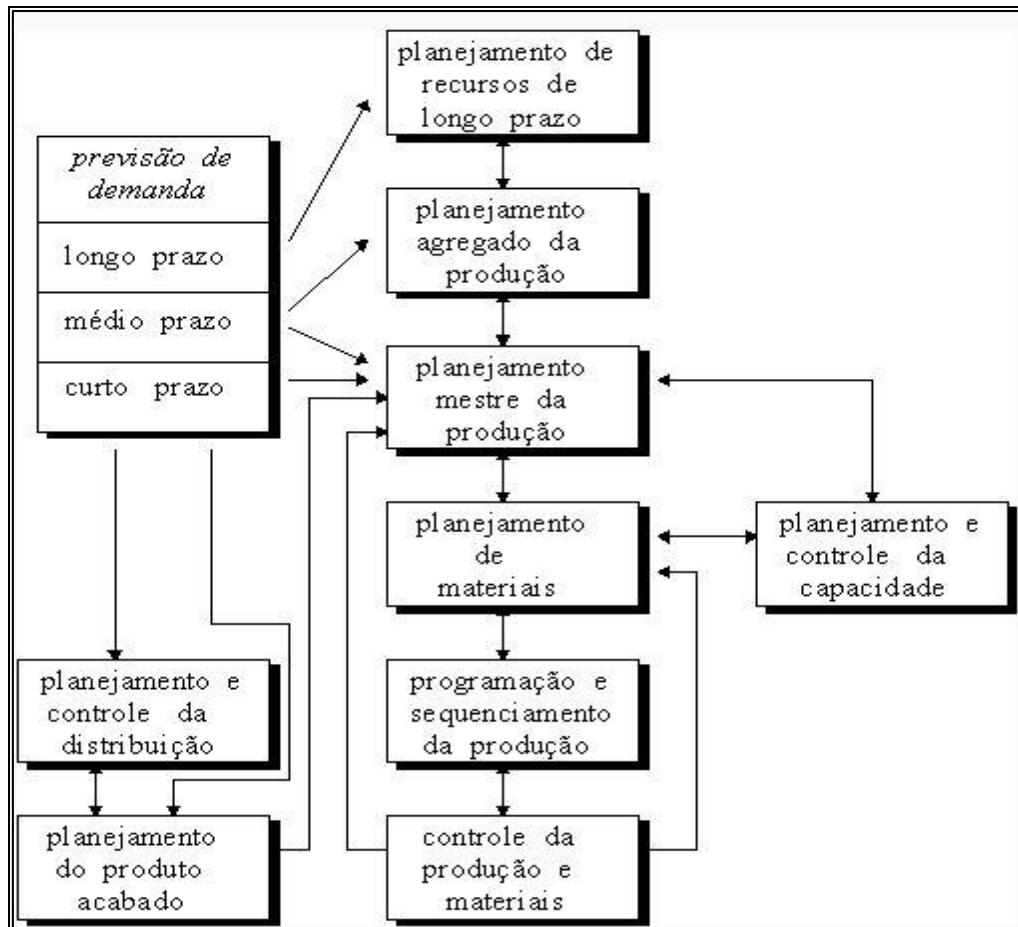 planejamento de
recursos de
longo prazo
previsão de
demanda
longo prazo
médio prazo
curto prazo
planejamento
agregado da
produção
planejamento
mestre da
produção
planejamento
de
materiais
planejamento e
controle da
capacidade
planejamento e
controle da
distribuição
programação e
sequenciamento
da produção
planejamento
do produto
acabado
controle da
produção e
materiais